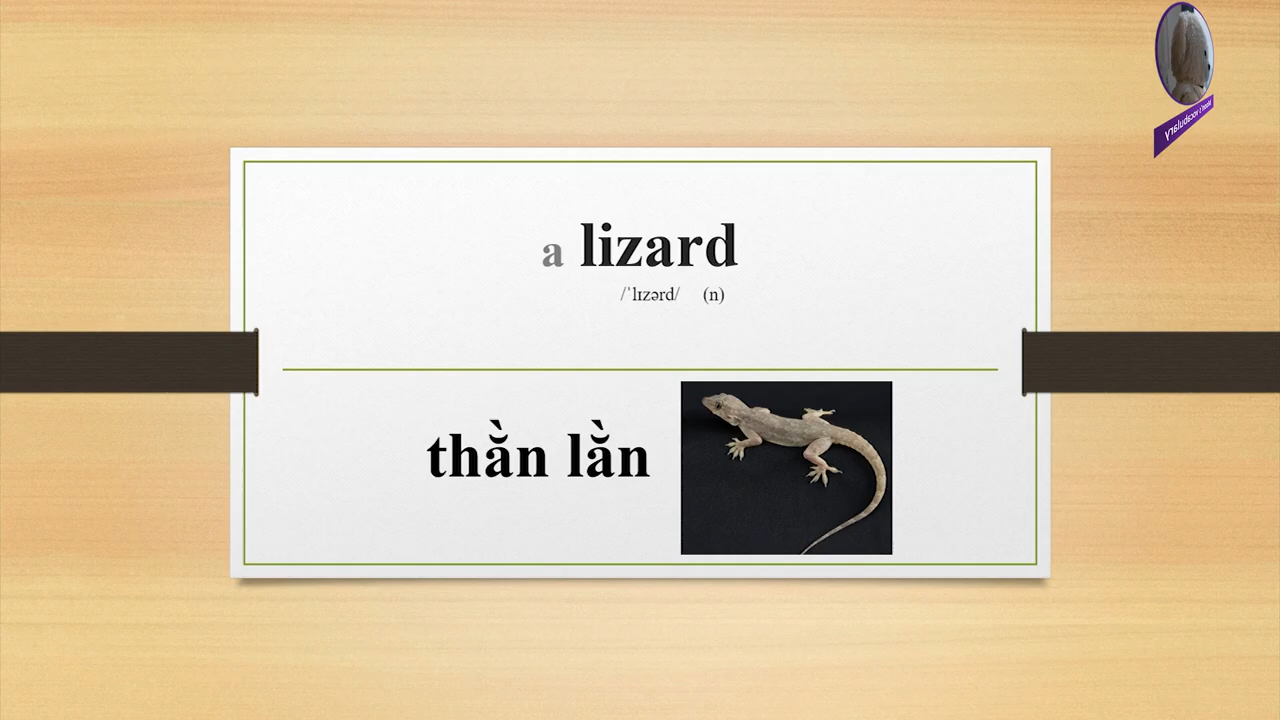 a lizard
/ˈlɪzərd/ (n)
thằn lằn